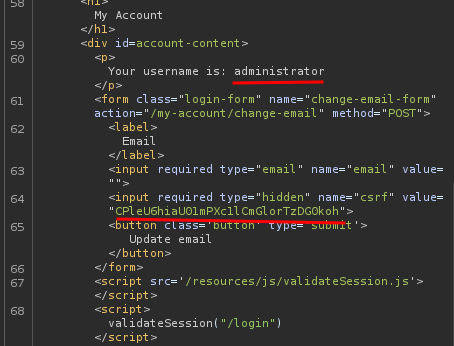 58 <h1>
My Account
</h1>
59 <div id=account-content>
60 <p>
Your username is: administrator
</p>
61 <form class="login-form" name="change-email-form"
action="/my-account/change-email" method="POST">
62 <label>
Email
</label>
63 <input required type="email" name="email" value=
"">
64 <input required type="hidden" name="csrf" value=
"CPleU6hiaU01mPXc1lCmGlorTzDG0koh">
65 <button class='button' type='submit'>
Update email
</button>
66 </form>
67 <script src='/resources/js/validateSession.js'>
</script>
68 <script>
validateSession("/login")
</script>